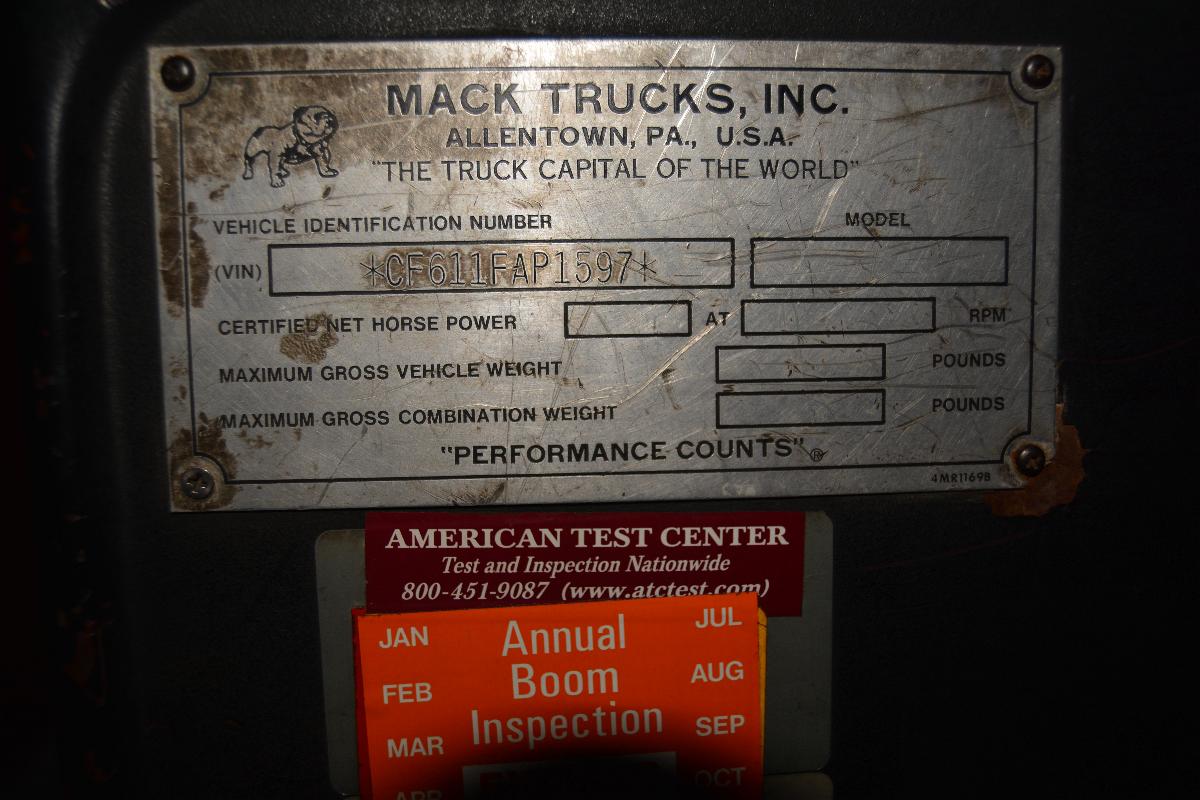 MACK TRUCKS, INC.
ALLENTOWN, PA., U.S.A.
"THE TRUCK CAPITAL OF THE WORLD"
VEHICLE IDENTIFICATION NUMBER MODEL
(VIN) *CF611FAP1597*
CERTIFIED NET HORSE POWER AT RPM
MAXIMUM GROSS VEHICLE WEIGHT POUNDS
MAXIMUM GROSS COMBINATION WEIGHT POUNDS
"PERFORMANCE COUNTS"®
4MR1169B
AMERICAN TEST CENTER
Test and Inspection Nationwide
800-451-9087 (www.atctest.com)
JAN Annual JUL
FEB Boom AUG
MAR Inspection SEP
APR OCT